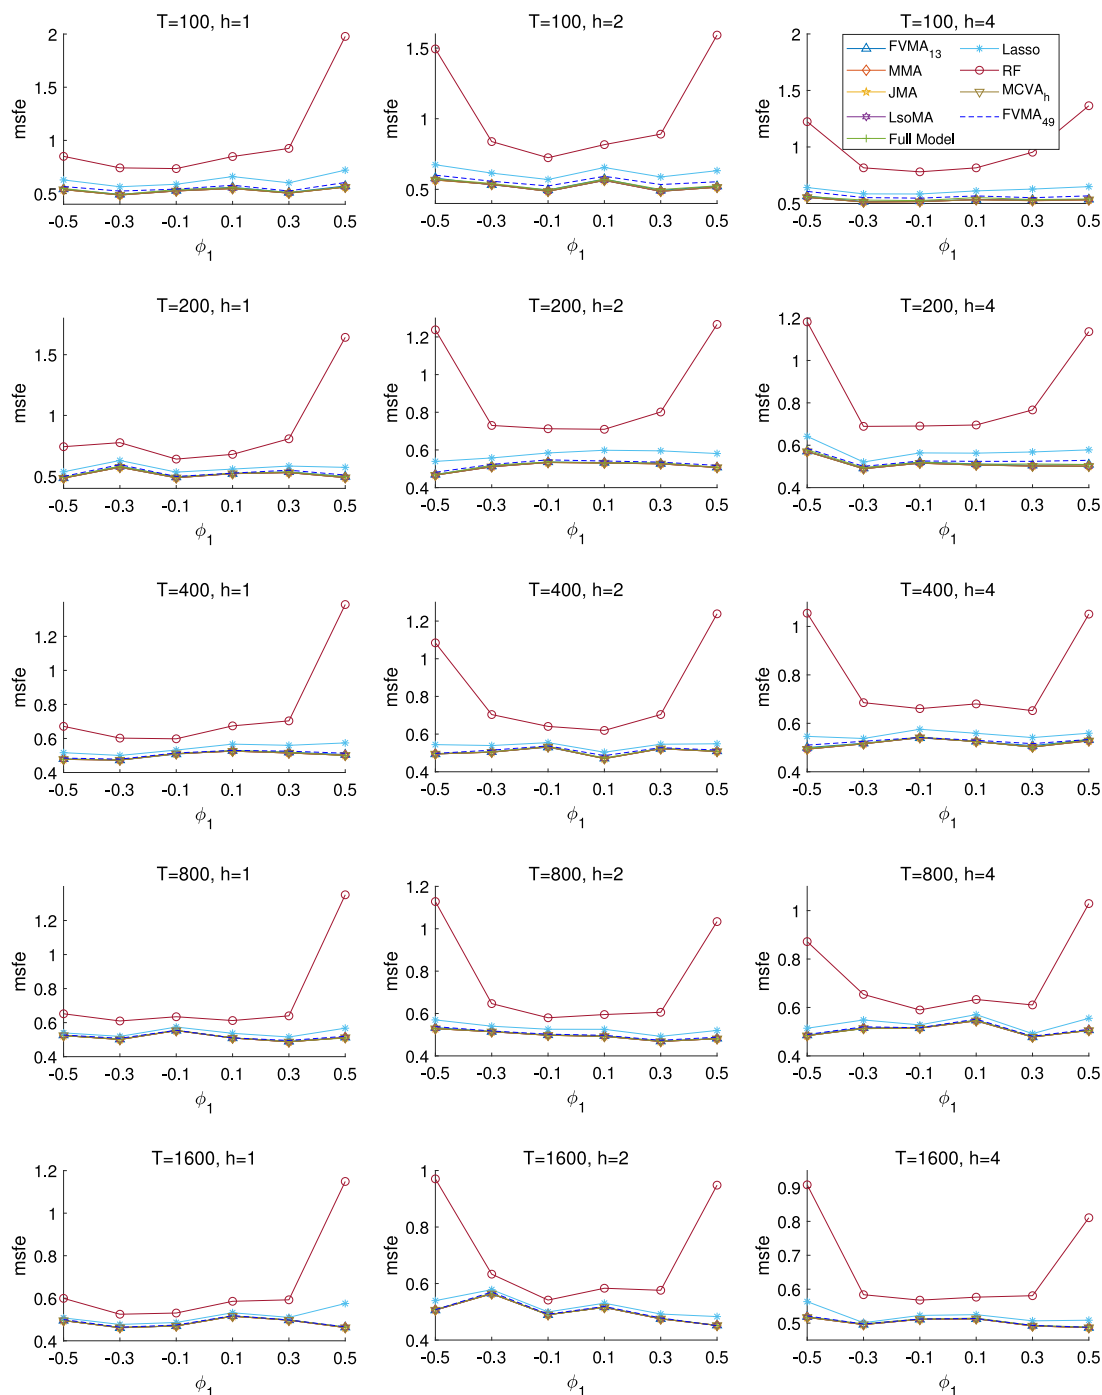 T=100, h=1
T=100, h=2
T=100, h=4
FVMA_13
MMA
JMA
LsoMA
Full Model
Lasso
RF
MCVA_h
FVMA_49
msfe
2
1.5
1
0.5
-0.5 -0.3 -0.1 0.1 0.3 0.5
ϕ_1
msfe
1.5
1
0.5
-0.5 -0.3 -0.1 0.1 0.3 0.5
ϕ_1
msfe
2
1.5
1
0.5
-0.5 -0.3 -0.1 0.1 0.3 0.5
ϕ_1
T=200, h=1
T=200, h=2
T=200, h=4
msfe
1.5
1
0.5
-0.5 -0.3 -0.1 0.1 0.3 0.5
ϕ_1
msfe
1.2
1
0.8
0.6
0.4
-0.5 -0.3 -0.1 0.1 0.3 0.5
ϕ_1
msfe
1.2
1
0.8
0.6
0.4
-0.5 -0.3 -0.1 0.1 0.3 0.5
ϕ_1
T=400, h=1
T=400, h=2
T=400, h=4
msfe
1.2
1
0.8
0.6
0.4
-0.5 -0.3 -0.1 0.1 0.3 0.5
ϕ_1
msfe
1.2
1
0.8
0.6
0.4
-0.5 -0.3 -0.1 0.1 0.3 0.5
ϕ_1
msfe
1
0.8
0.6
0.4
-0.5 -0.3 -0.1 0.1 0.3 0.5
ϕ_1
T=800, h=1
T=800, h=2
T=800, h=4
msfe
1.2
1
0.8
0.6
0.4
-0.5 -0.3 -0.1 0.1 0.3 0.5
ϕ_1
msfe
1.2
1
0.8
0.6
0.4
-0.5 -0.3 -0.1 0.1 0.3 0.5
ϕ_1
msfe
1
0.8
0.6
0.4
-0.5 -0.3 -0.1 0.1 0.3 0.5
ϕ_1
T=1600, h=1
T=1600, h=2
T=1600, h=4
msfe
1.2
1
0.8
0.6
0.4
-0.5 -0.3 -0.1 0.1 0.3 0.5
ϕ_1
msfe
1
0.8
0.6
0.4
-0.5 -0.3 -0.1 0.1 0.3 0.5
ϕ_1
msfe
0.9
0.8
0.7
0.6
0.5
-0.5 -0.3 -0.1 0.1 0.3 0.5
ϕ_1